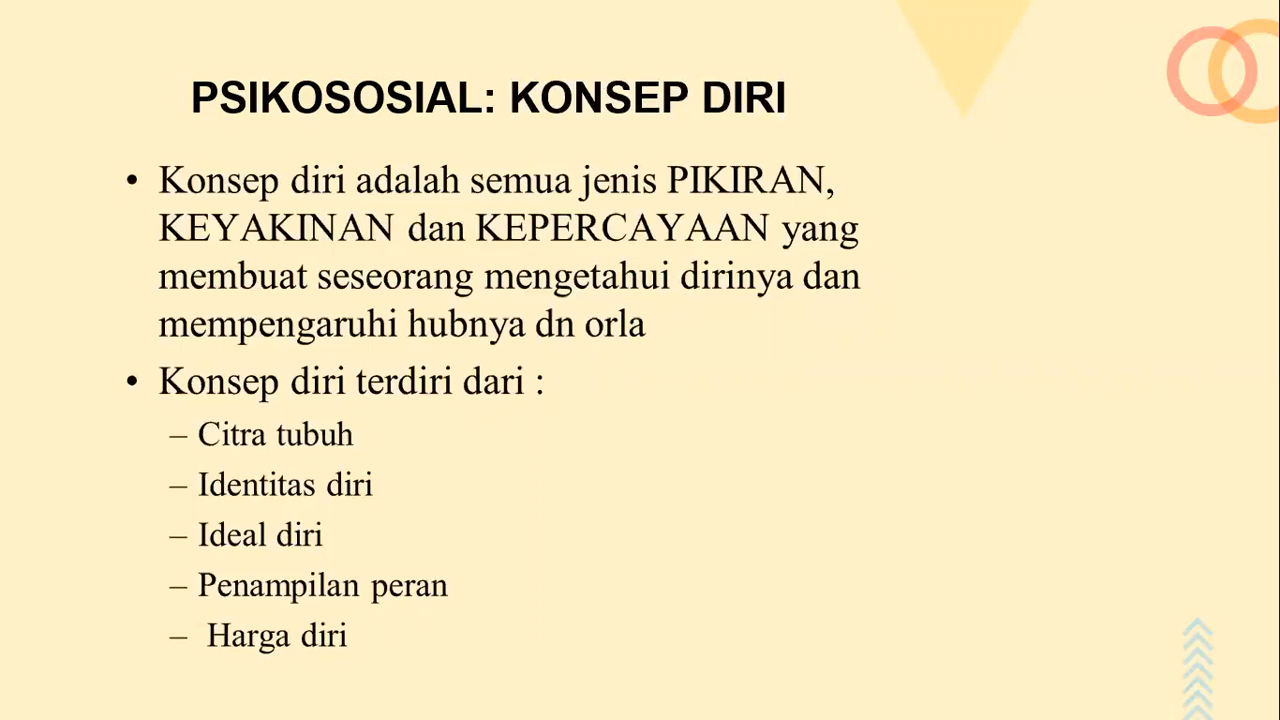 PSIKOSOSIAL: KONSEP DIRI
• Konsep diri adalah semua jenis PIKIRAN,
KEYAKINAN dan KEPERCAYAAN yang
membuat seseorang mengetahui dirinya dan
mempengaruhi hubnya dn orla
• Konsep diri terdiri dari :
– Citra tubuh
– Identitas diri
– Ideal diri
– Penampilan peran
– Harga diri